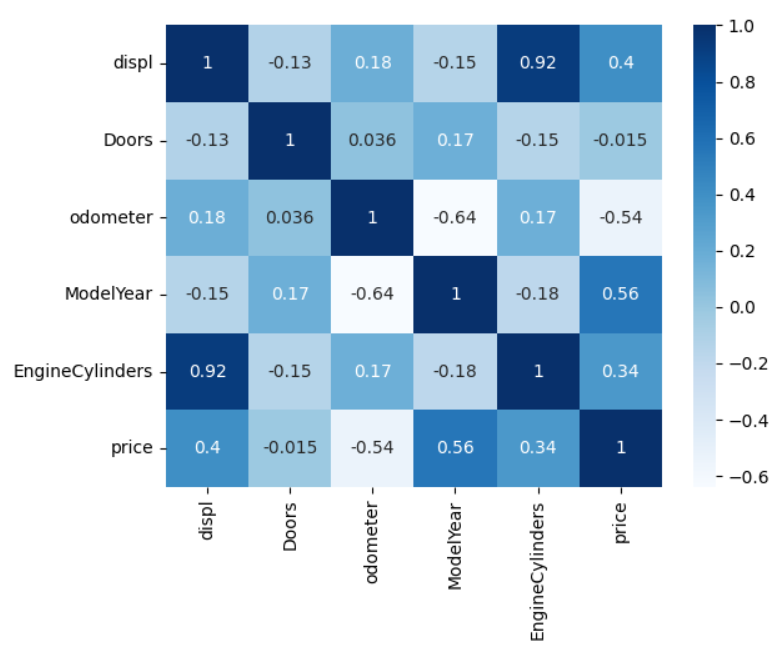 displ 1 -0.13 0.18 -0.15 0.92 0.4
Doors -0.13 1 0.036 0.17 -0.15 -0.015
odometer 0.18 0.036 1 -0.64 0.17 -0.54
ModelYear -0.15 0.17 -0.64 1 -0.18 0.56
EngineCylinders 0.92 -0.15 0.17 -0.18 1 0.34
price 0.4 -0.015 -0.54 0.56 0.34 1
displ Doors odometer ModelYear EngineCylinders price
1.0
0.8
0.6
0.4
0.2
0.0
−0.2
−0.4
−0.6